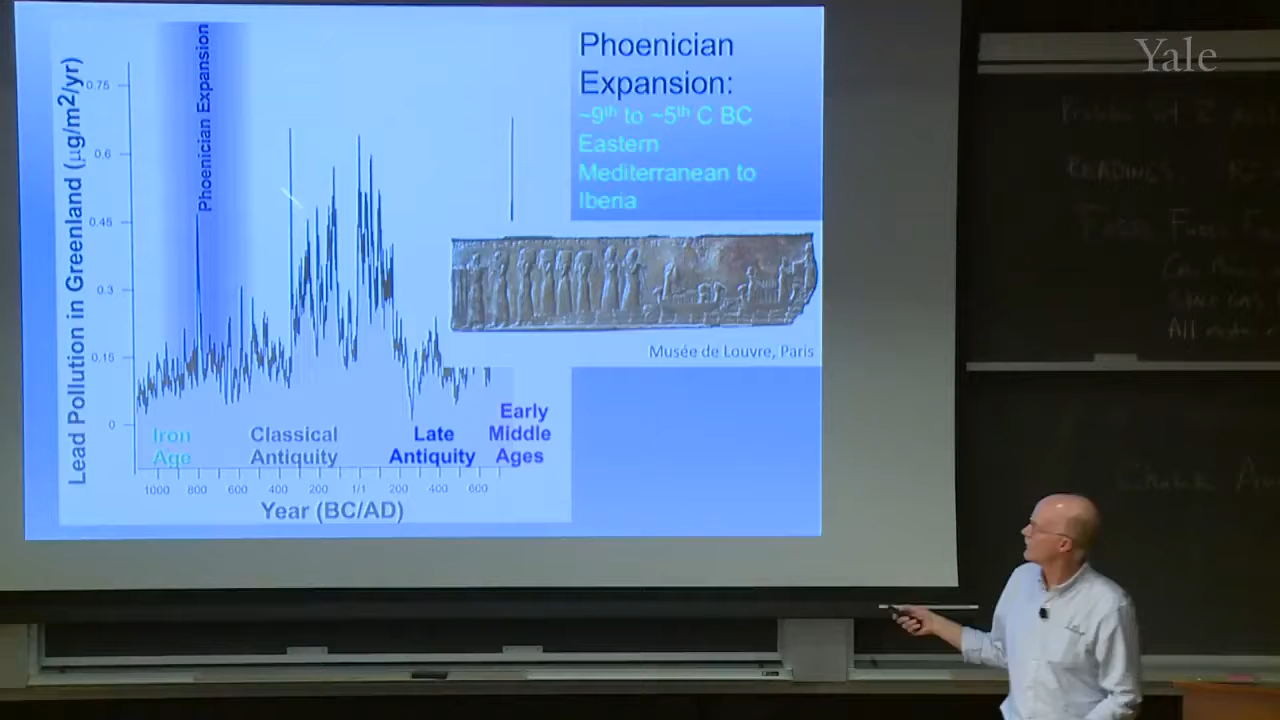 Lead Pollution in Greenland (µg/m²/yr)
0.75
0.6
0.45
0.3
0.15
0
Phoenician Expansion
Iron
Age
Classical
Antiquity
Late
Antiquity
Early
Middle
Ages
1000 800 600 400 200 1/1 200 400 600
Year (BC/AD)
Phoenician
Expansion:
~9th to ~5th C BC
Eastern
Mediterranean to
Iberia
Musée de Louvre, Paris
Yale
READINGS